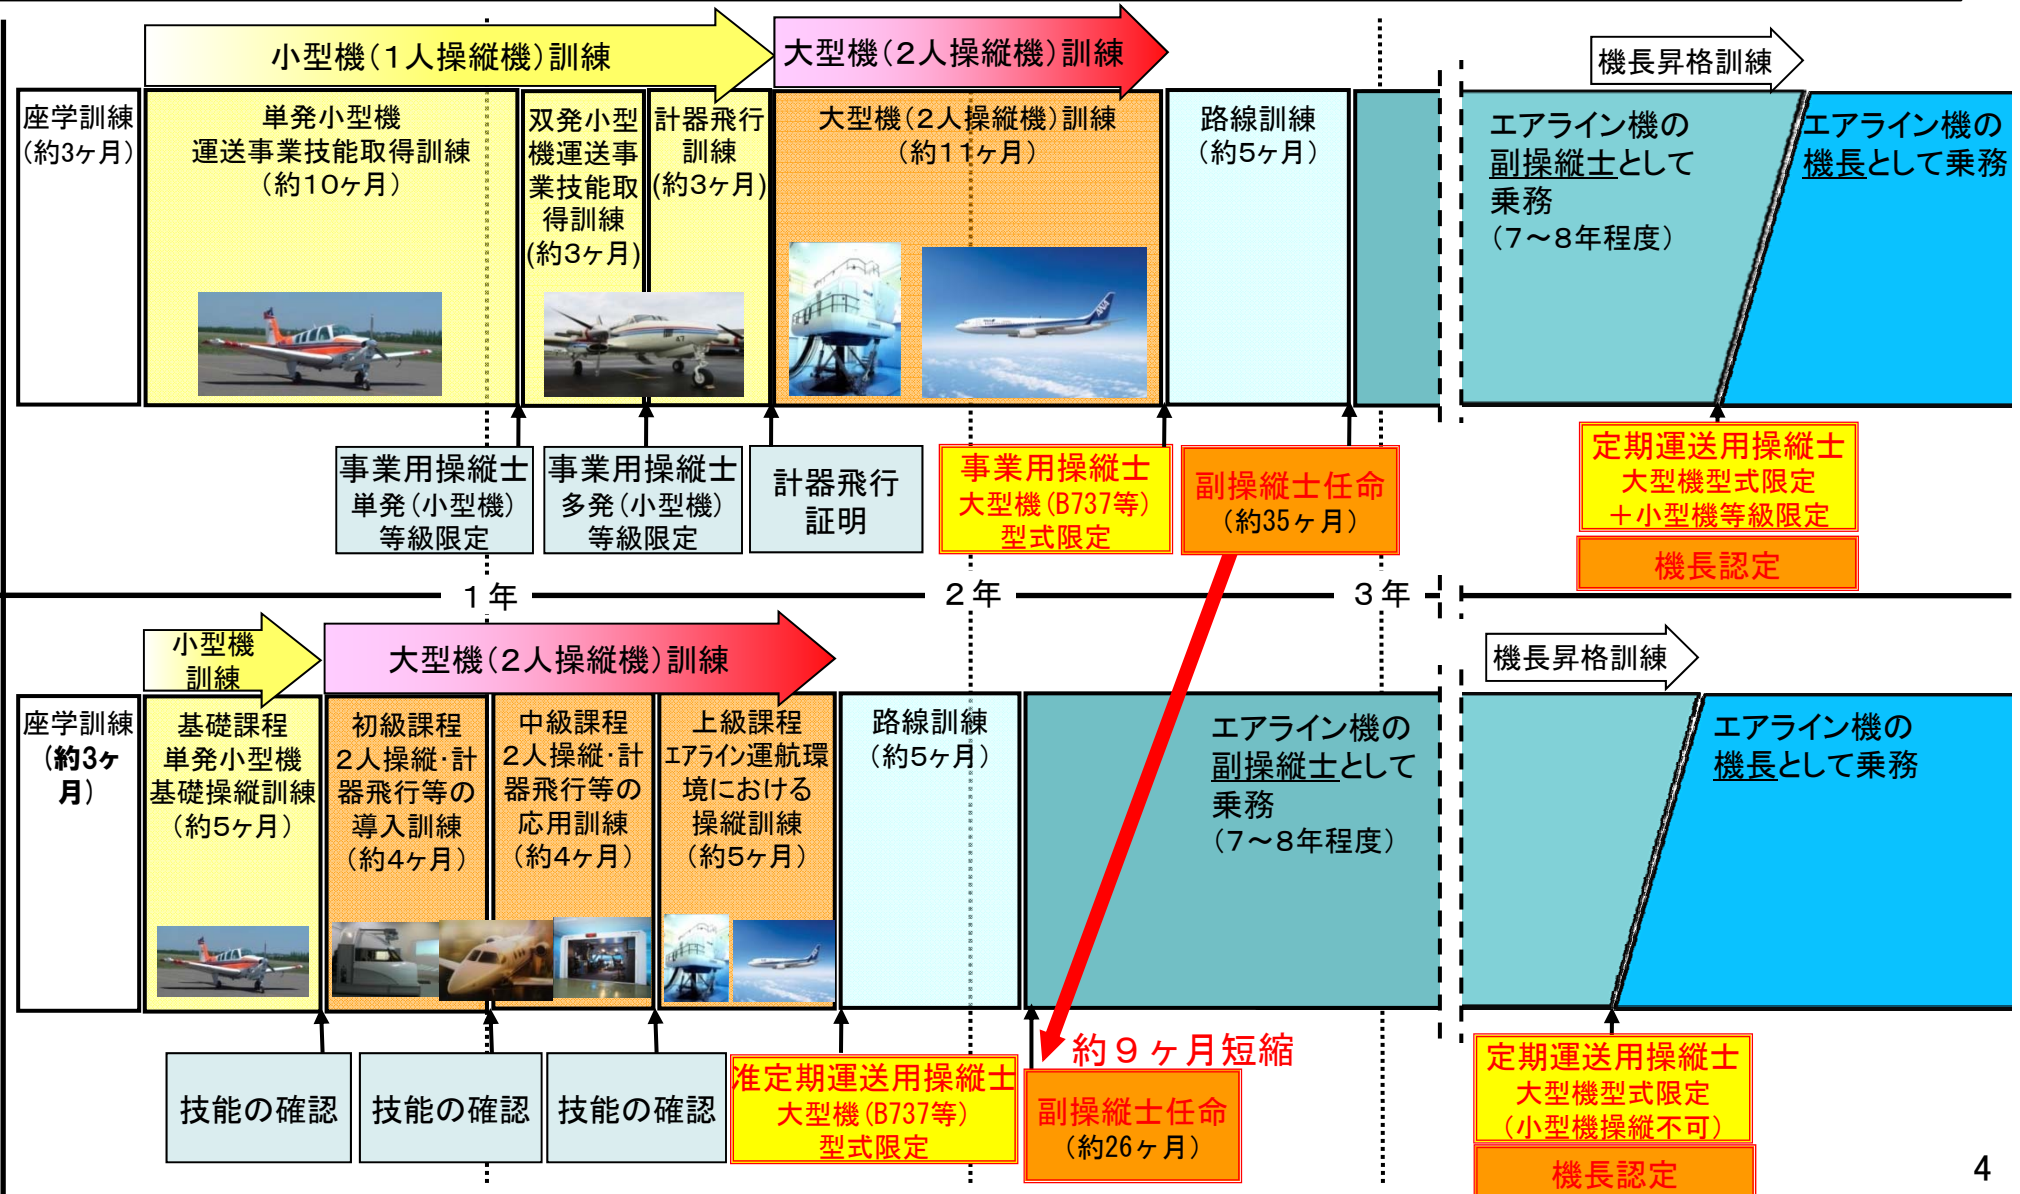 小型機(1人操縦機)訓練
大型機(2人操縦機)訓練
機長昇格訓練
座学訓練
(約3ヶ月)
単発小型機
運送事業技能取得訓練
(約10ヶ月)
双発小型
機運送事
業技能取
得訓練
(約3ヶ月)
計器飛行
訓練
(約3ヶ月)
大型機(2人操縦機)訓練
(約11ヶ月)
路線訓練
(約5ヶ月)
エアライン機の
副操縦士として
乗務
(7～8年程度)
エアライン機の
機長として乗務
事業用操縦士
単発(小型機)
等級限定
事業用操縦士
多発(小型機)
等級限定
計器飛行
証明
事業用操縦士
大型機(B737等)
型式限定
副操縦士任命
(約35ヶ月)
定期運送用操縦士
大型機型式限定
＋小型機等級限定
機長認定
1年
2年
3年
小型機
訓練
大型機(2人操縦機)訓練
機長昇格訓練
座学訓練
(約3ヶ
月)
基礎課程
単発小型機
基礎操縦訓練
(約5ヶ月)
初級課程
2人操縦・計
器飛行等の
導入訓練
(約4ヶ月)
中級課程
2人操縦・計
器飛行等の
応用訓練
(約4ヶ月)
上級課程
エアライン運航環
境における
操縦訓練
(約5ヶ月)
路線訓練
(約5ヶ月)
エアライン機の
副操縦士として
乗務
(7～8年程度)
エアライン機の
機長として乗務
技能の確認
技能の確認
技能の確認
准定期運送用操縦士
大型機(B737等)
型式限定
約9ヶ月短縮
副操縦士任命
(約26ヶ月)
定期運送用操縦士
大型機型式限定
(小型機操縦不可)
機長認定
4